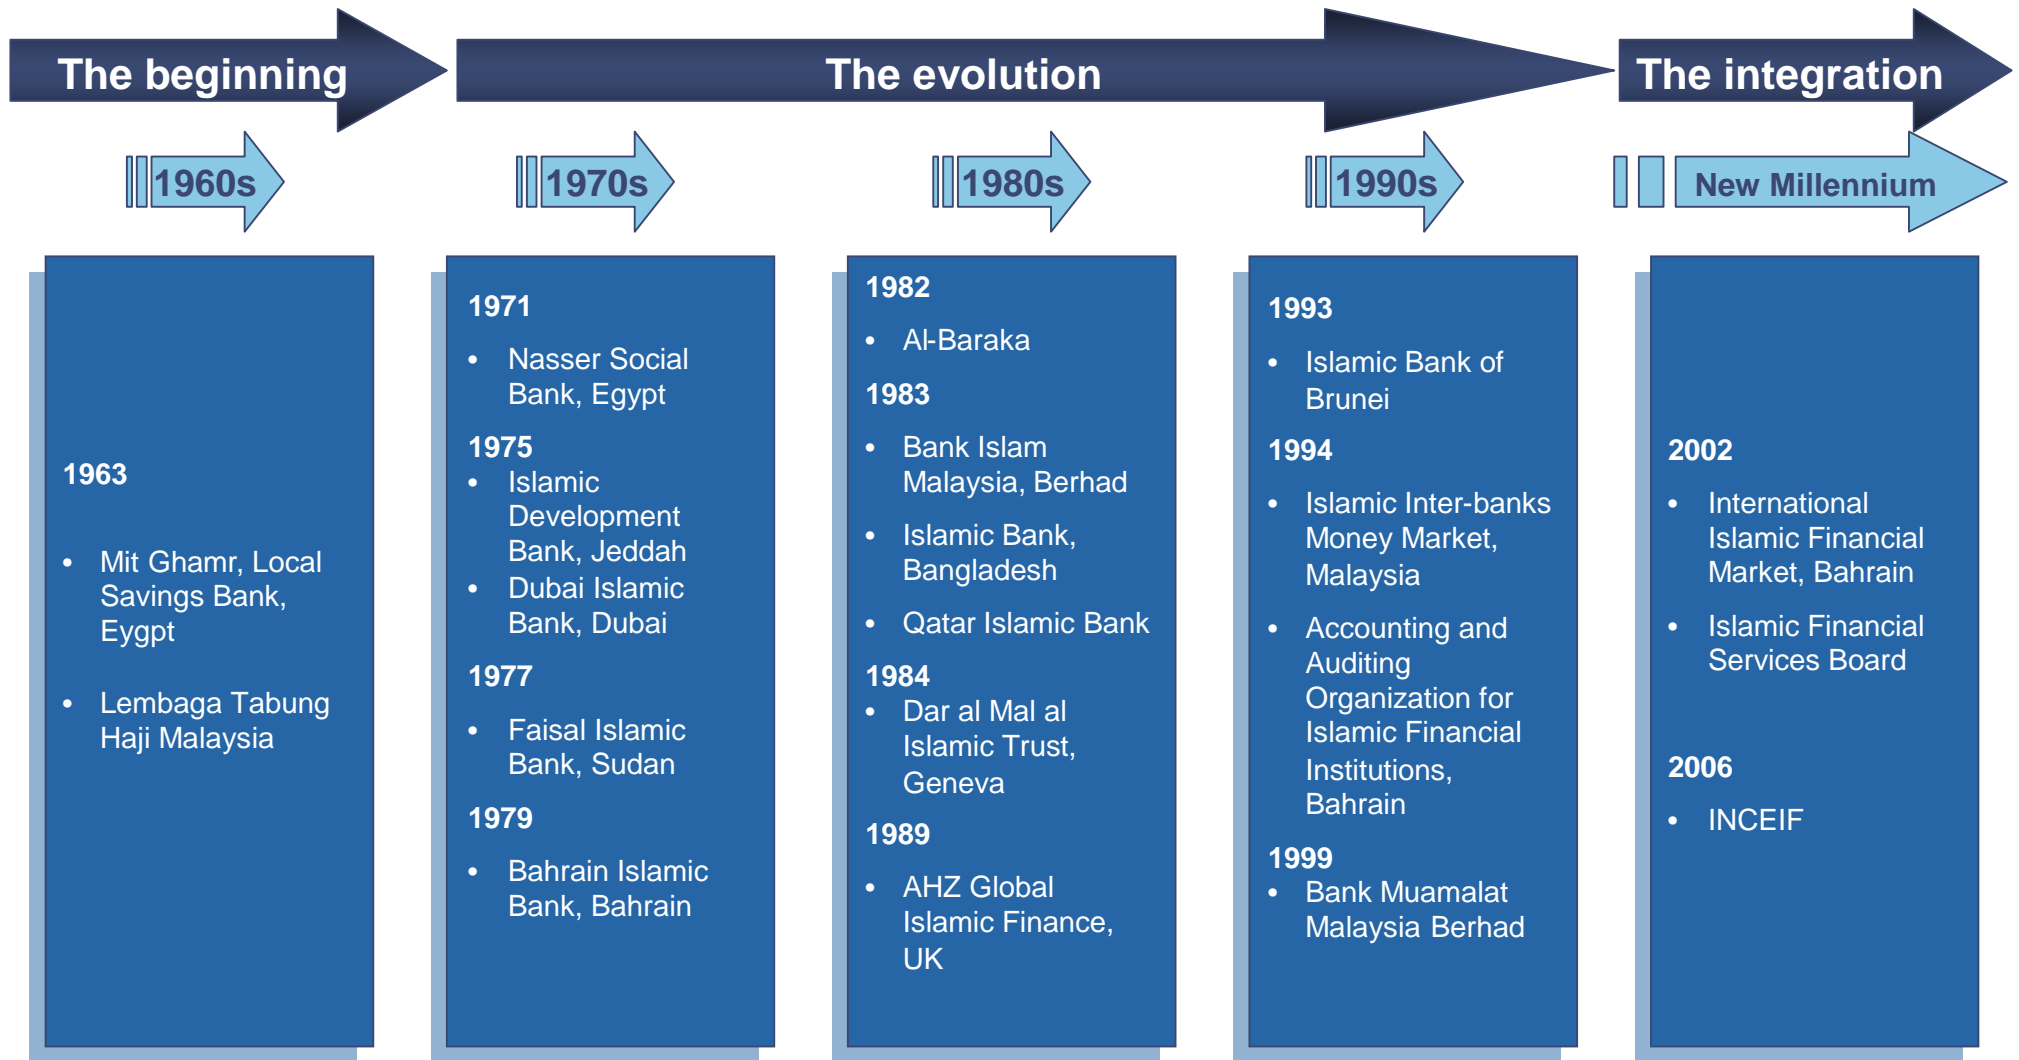 The beginning
The evolution
The integration
1960s
1970s
1980s
1990s
New Millennium
1963
• Mit Ghamr, Local
Savings Bank,
Eygpt
• Lembaga Tabung
Haji Malaysia
1971
• Nasser Social
Bank, Egypt
1975
• Islamic
Development
Bank, Jeddah
• Dubai Islamic
Bank, Dubai
1977
• Faisal Islamic
Bank, Sudan
1979
• Bahrain Islamic
Bank, Bahrain
1982
• Al-Baraka
1983
• Bank Islam
Malaysia, Berhad
• Islamic Bank,
Bangladesh
• Qatar Islamic Bank
1984
• Dar al Mal al
Islamic Trust,
Geneva
1989
• AHZ Global
Islamic Finance,
UK
1993
• Islamic Bank of
Brunei
1994
• Islamic Inter-banks
Money Market,
Malaysia
• Accounting and
Auditing
Organization for
Islamic Financial
Institutions,
Bahrain
1999
• Bank Muamalat
Malaysia Berhad
2002
• International
Islamic Financial
Market, Bahrain
• Islamic Financial
Services Board
2006
• INCEIF